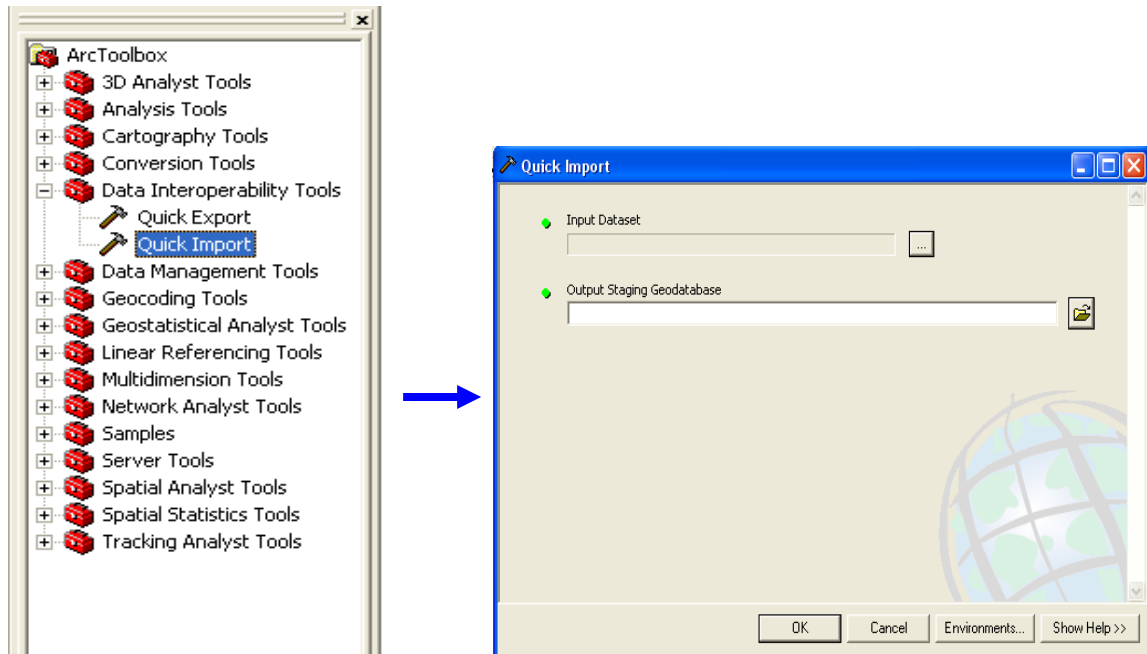 ArcToolbox
3D Analyst Tools
Analysis Tools
Cartography Tools
Conversion Tools
Data Interoperability Tools
Quick Export
Quick Import
Data Management Tools
Geocoding Tools
Geostatistical Analyst Tools
Linear Referencing Tools
Multidimension Tools
Network Analyst Tools
Samples
Server Tools
Spatial Analyst Tools
Spatial Statistics Tools
Tracking Analyst Tools
Quick Import
Input Dataset
...
Output Staging Geodatabase
OK Cancel Environments... Show Help >>